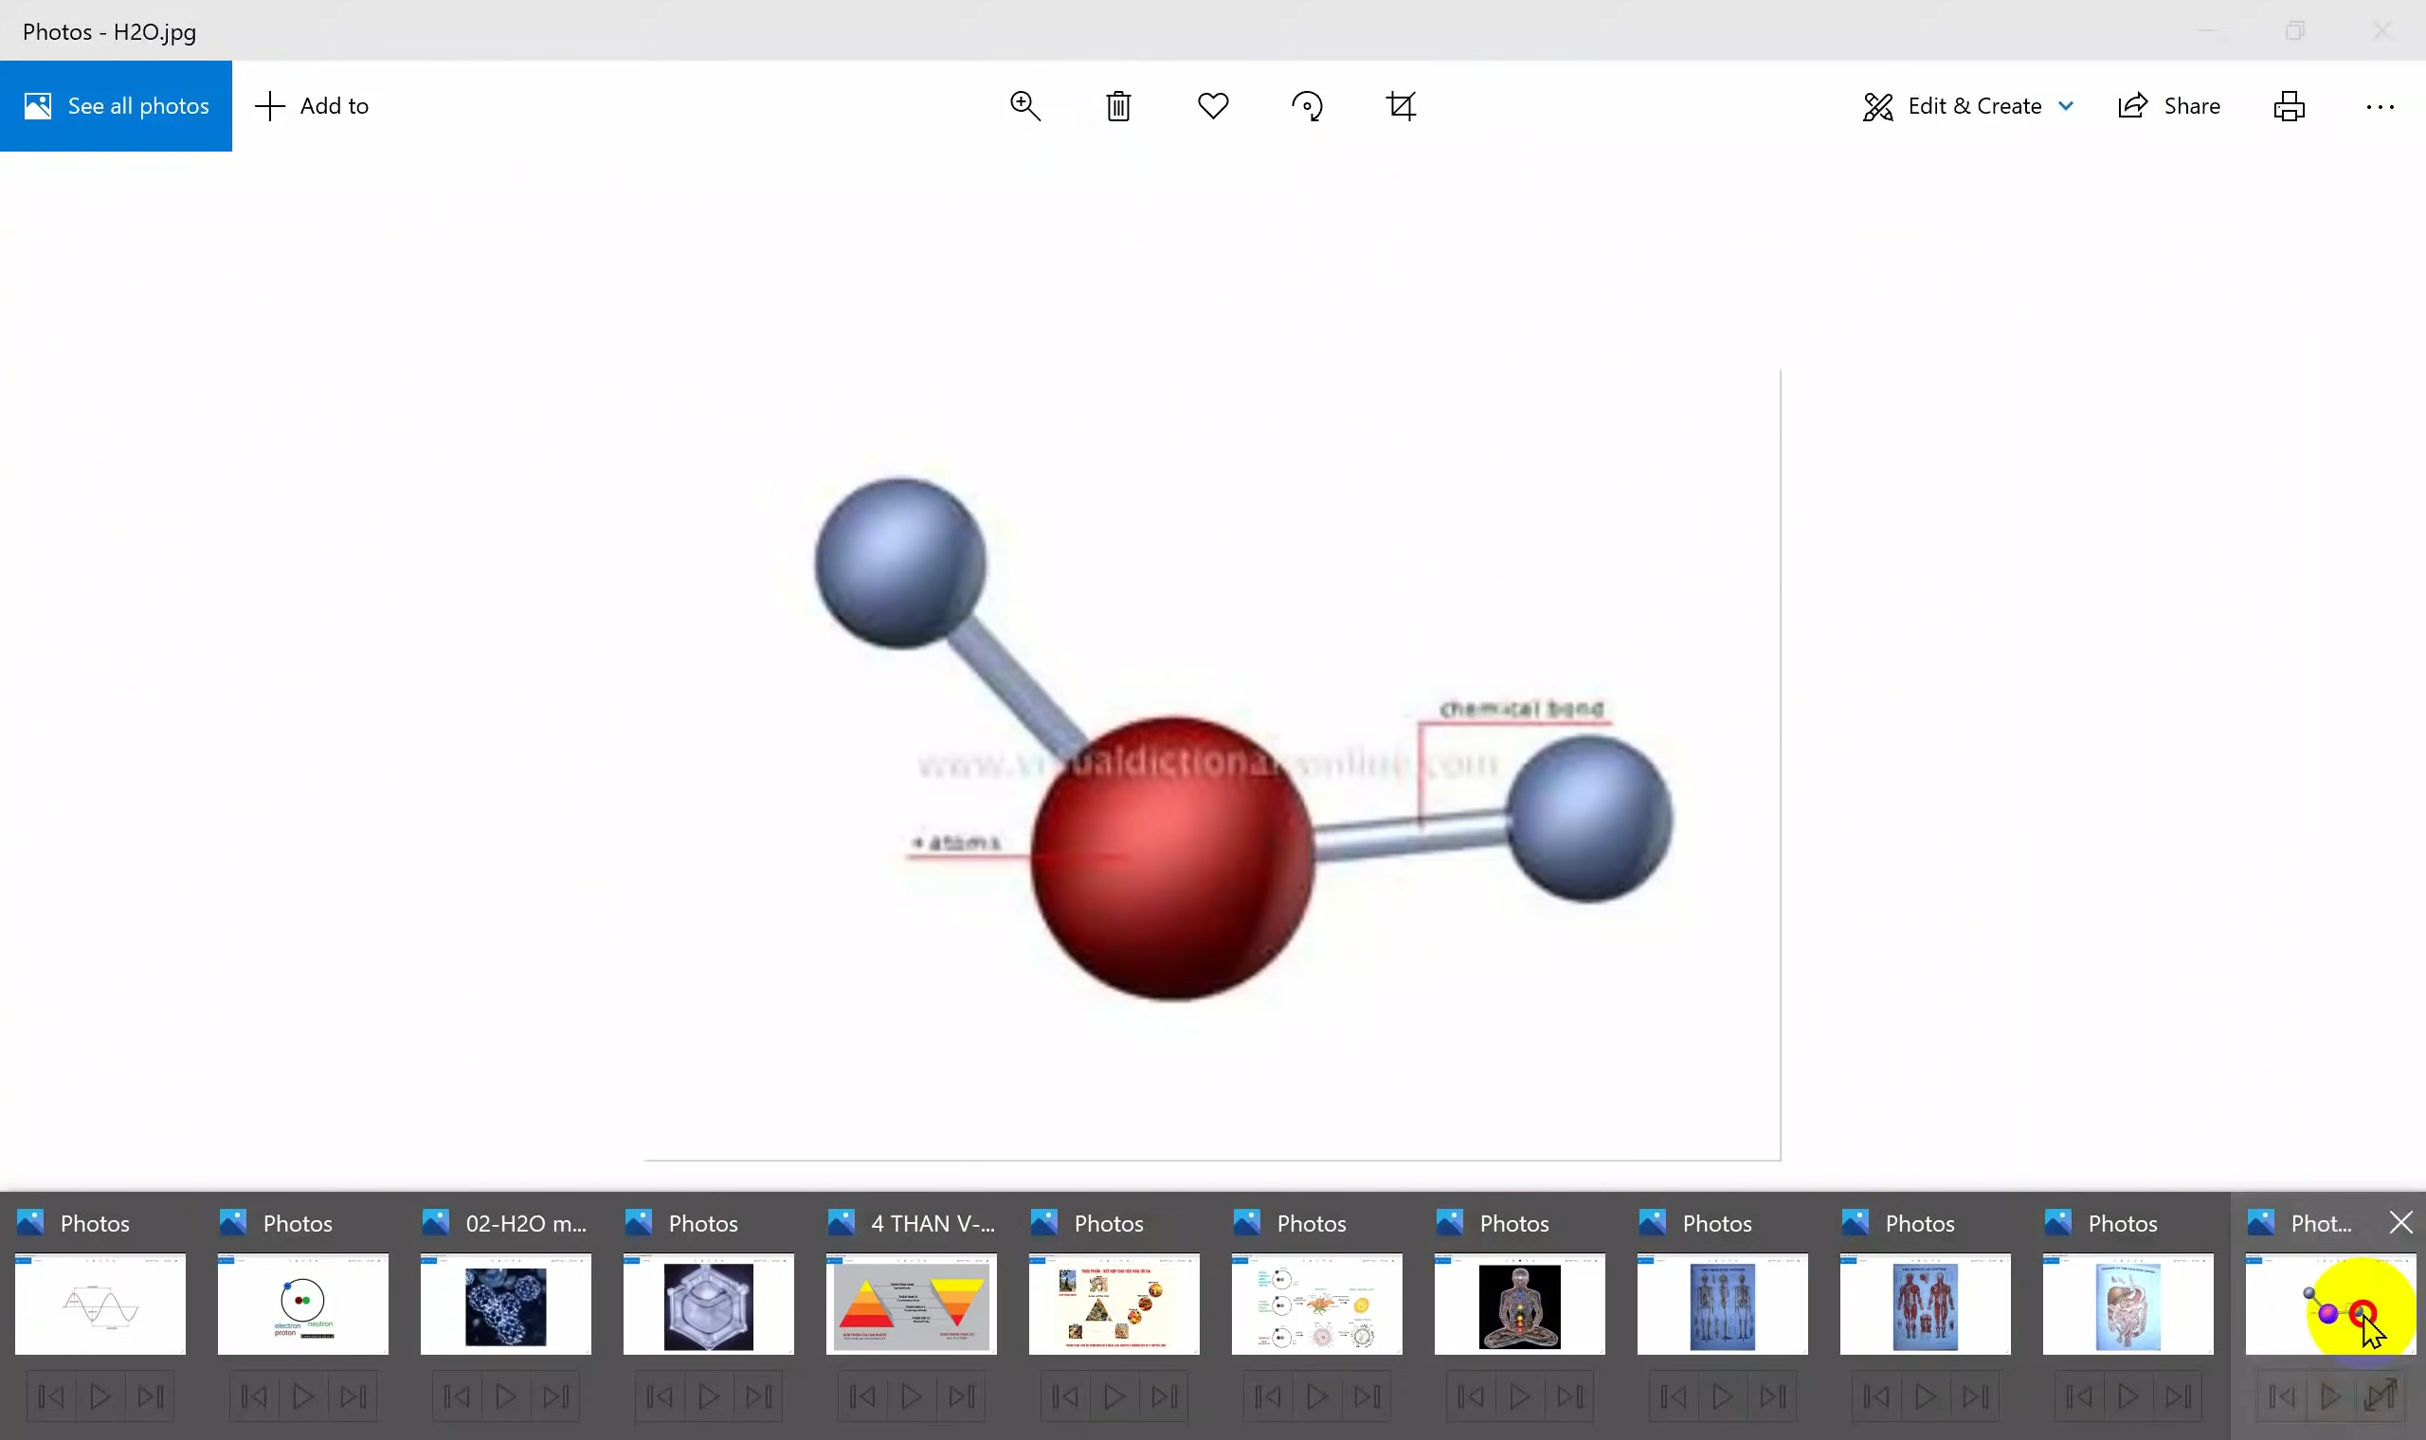 Photos - H2O.jpg
See all photos
Add to
Edit & Create
Share
chemical bond
atoms
Photos
Photos
02-H2O m...
Photos
4 THAN V-...
Photos
Photos
Photos
Photos
Photos
Photos
Phot...
electron
neutron
proton